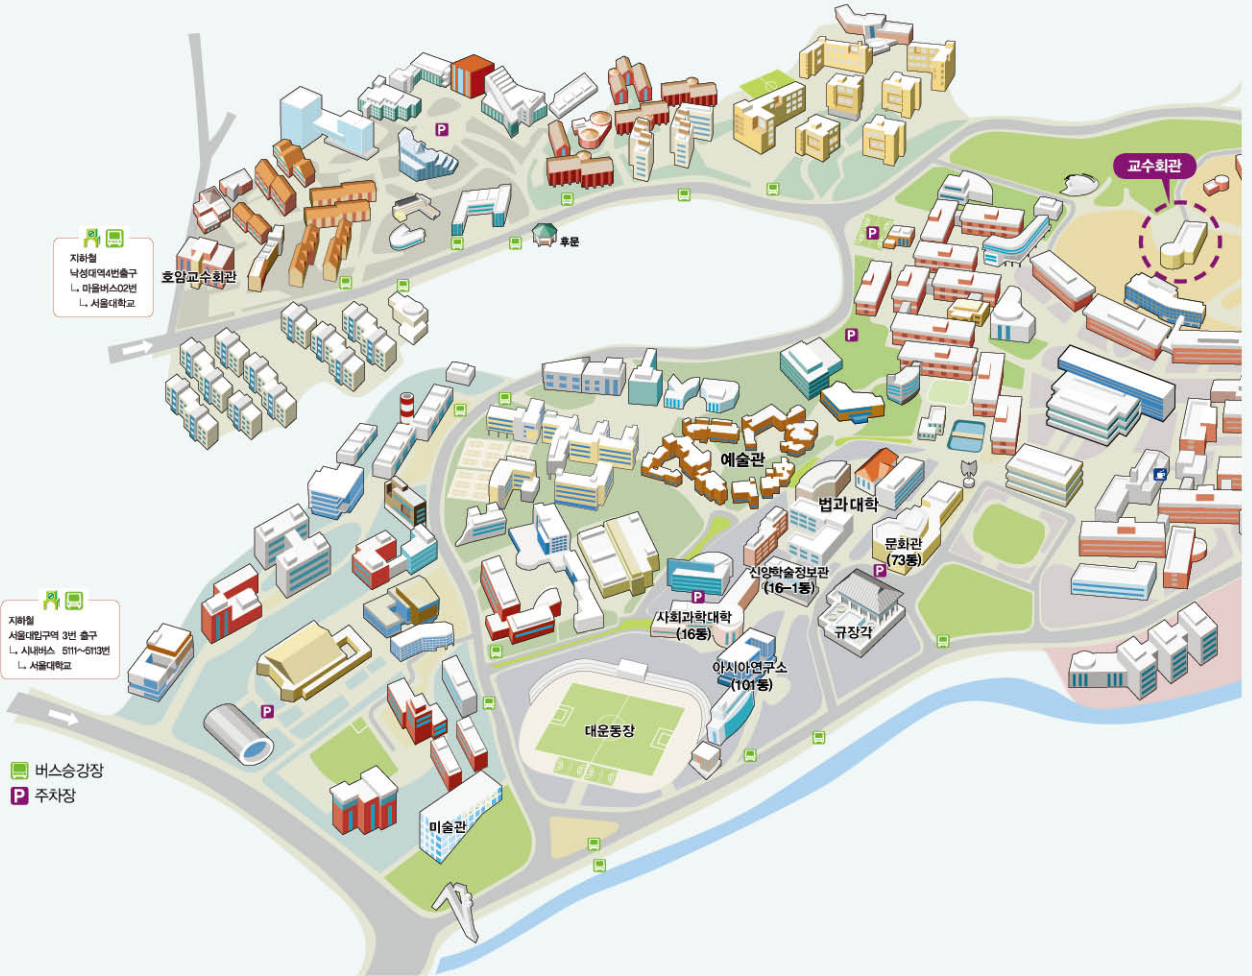 교수회관
P
후문
P
지하철
낙성대역4번출구
마을버스02번
서울대학교
호암교수회관
P
예술관
법과대학
문화관
(73동)
신양학술정보관
(16-1동)
P
지하철
서울대입구역 3번 출구
시내버스 5111~5113번
서울대학교
P
사회과학대학
(16동)
규장각
아시아연구소
(101동)
P
대운동장
버스승강장
P 주차장
미술관